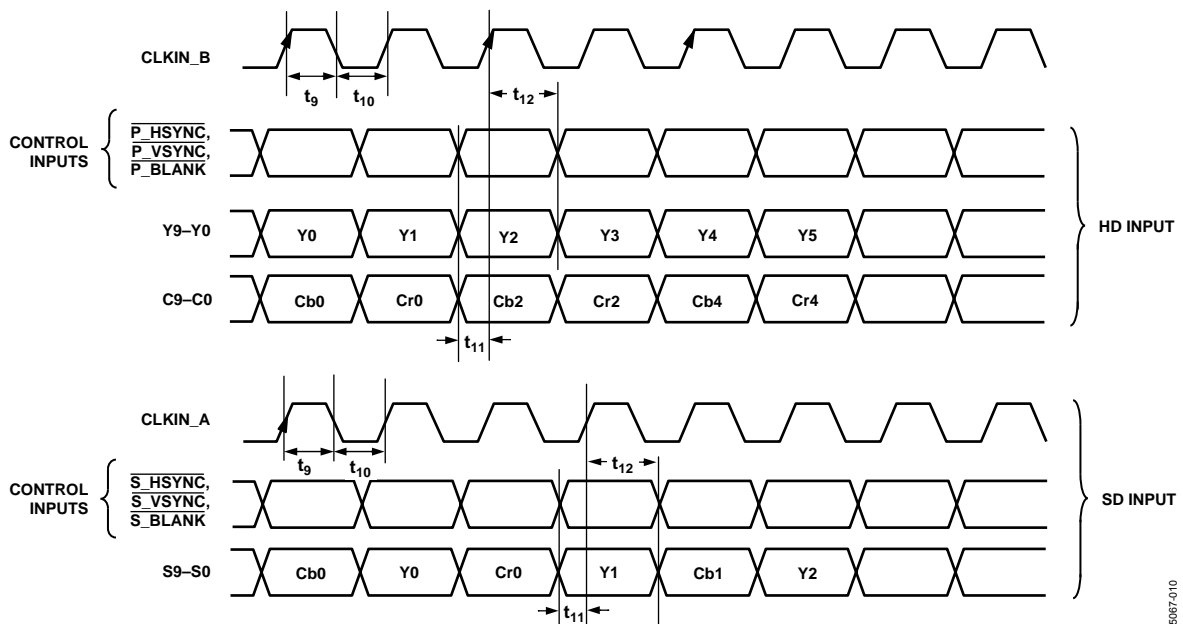 CLKIN_B
t9
t10
t12
CONTROL
INPUTS
P_HSYNC,
P_VSYNC,
P_BLANK
Y9–Y0
Y0
Y1
Y2
Y3
Y4
Y5
HD INPUT
C9–C0
Cb0
Cr0
Cb2
Cr2
Cb4
Cr4
t11
CLKIN_A
t9
t10
t12
CONTROL
INPUTS
S_HSYNC,
S_VSYNC,
S_BLANK
SD INPUT
S9–S0
Cb0
Y0
Cr0
Y1
Cb1
Y2
t11
5067-010